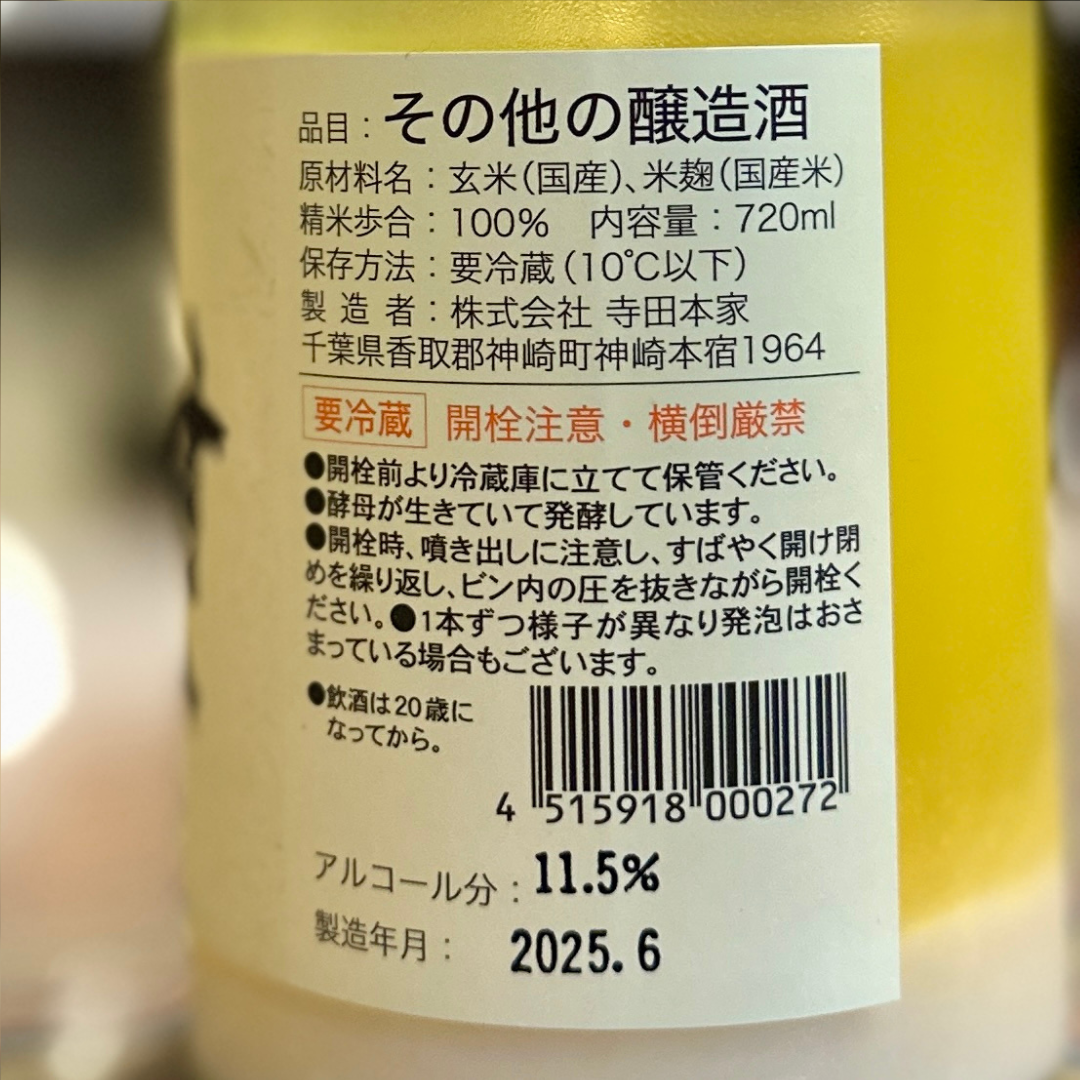 品目：その他の醸造酒
原材料名：玄米（国産）、米麹（国産米）
精米歩合：100%　内容量：720ml
保存方法：要冷蔵（10℃以下）
製造者：株式会社 寺田本家
千葉県香取郡神崎町神崎本宿1964
要冷蔵 開栓注意・横倒厳禁
●開栓前より冷蔵庫に立てて保管ください。
●酵母が生きていて発酵しています。
●開栓時、噴き出しに注意し、すばやく開け閉
めを繰り返し、ビン内の圧を抜きながら開栓く
ださい。●1本ずつ様子が異なり発泡はおさ
まっている場合もございます。
●飲酒は20歳に
なってから。
4 515918 000272
アルコール分：11.5%
製造年月：2025.6